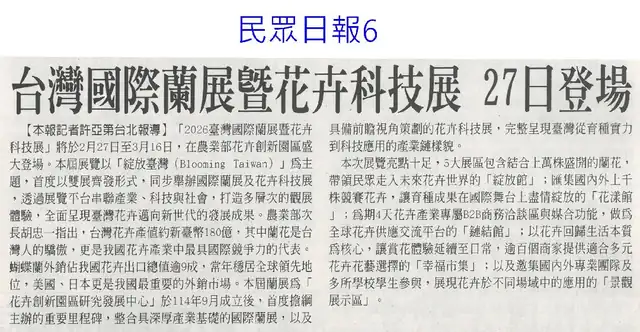 民眾日報6
台灣國際蘭展暨花卉科技展 27日登場
【本報記者許亞第台北報導】「2026臺灣國際蘭展暨花卉
科技展」將於2月27日至3月16日，在農業部花卉創新園區盛
大登場。本屆展覽以「綻放臺灣（Blooming Taiwan）」為主
題，首度以雙展齊發形式，同步舉辦國際蘭展及花卉科技展
，透過展覽平台串聯產業、科技與社會，打造多層次的觀展
體驗，全面呈現臺灣花卉邁向新世代的發展成果。農業部次
長胡忠一指出，台灣花卉產值約新臺幣180億，其中蘭花是台
灣人的驕傲，更是我國花卉產業中最具國際競爭力的代表。
蝴蝶蘭外銷佔我國花卉出口總值逾9成，當年穩居全球領先地
位，美國、日本更是我國最重要的外銷市場。本屆蘭展為「
花卉創新園區研究發展中心」於114年9月成立後，首度擔綱
主辦的重要里程碑，整合具深厚產業基礎的國際蘭展，以及
具備前瞻視角策劃的花卉科技展，完整呈現臺灣從育種實力
到科技應用的產業鏈樣貌。
本次展覽亮點十足，5大展區包含結合上萬株盛開的蘭花，
帶領民眾走入未來花卉世界的「綻放館」；匯集國內外上千
株競賽花卉，讓育種成果在國際舞台上盡情綻放的「花漾館
」；為期4天花卉產業專屬B2B商務洽談區與媒合功能，做為
全球花卉供應交流平台的「鏈結館」；以花卉回歸生活本質
為核心，讓賞花體驗延續至日常，逾百個商家提供適合多元
花卉花藝選擇的「幸福市集」；以及邀集國內外專業團隊及
多所學校學生參與，展現花卉於不同場域中的應用的「景觀
展示區」。